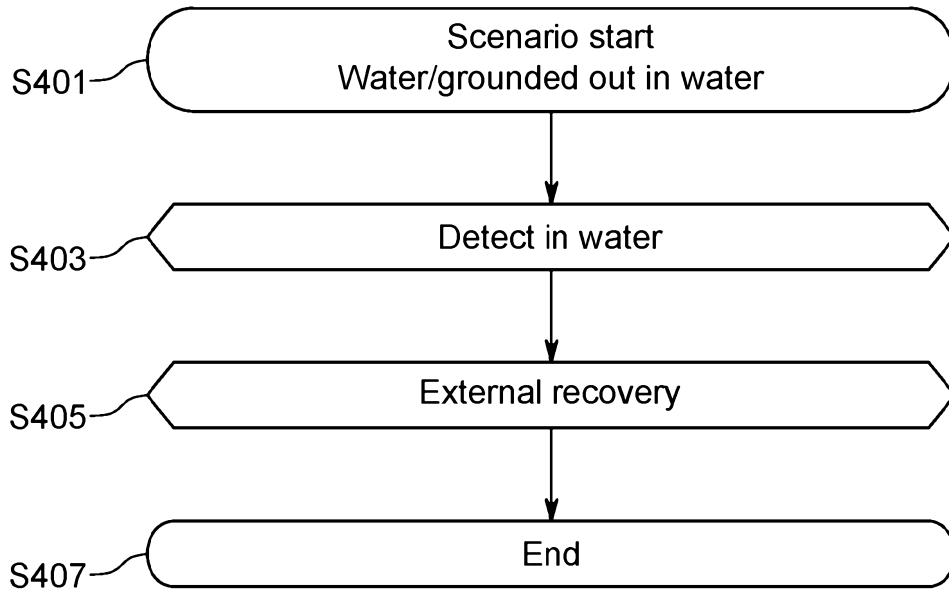 Scenario start
Water/grounded out in water
S401
Detect in water
S403
External recovery
S405
End
S407